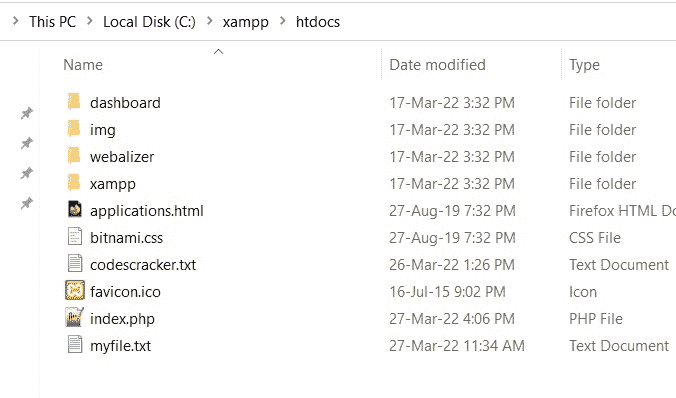 This PC Local Disk (C:) xampp htdocs
Name Date modified Type
dashboard 17-Mar-22 3:32 PM File folder
img 17-Mar-22 3:32 PM File folder
webalizer 17-Mar-22 3:32 PM File folder
xampp 17-Mar-22 3:32 PM File folder
applications.html 27-Aug-19 7:32 PM Firefox HTML Do
bitnami.css 27-Aug-19 7:32 PM CSS File
codescracker.txt 26-Mar-22 1:26 PM Text Document
favicon.ico 16-Jul-15 9:02 PM Icon
index.php 27-Mar-22 4:06 PM PHP File
myfile.txt 27-Mar-22 11:34 AM Text Document